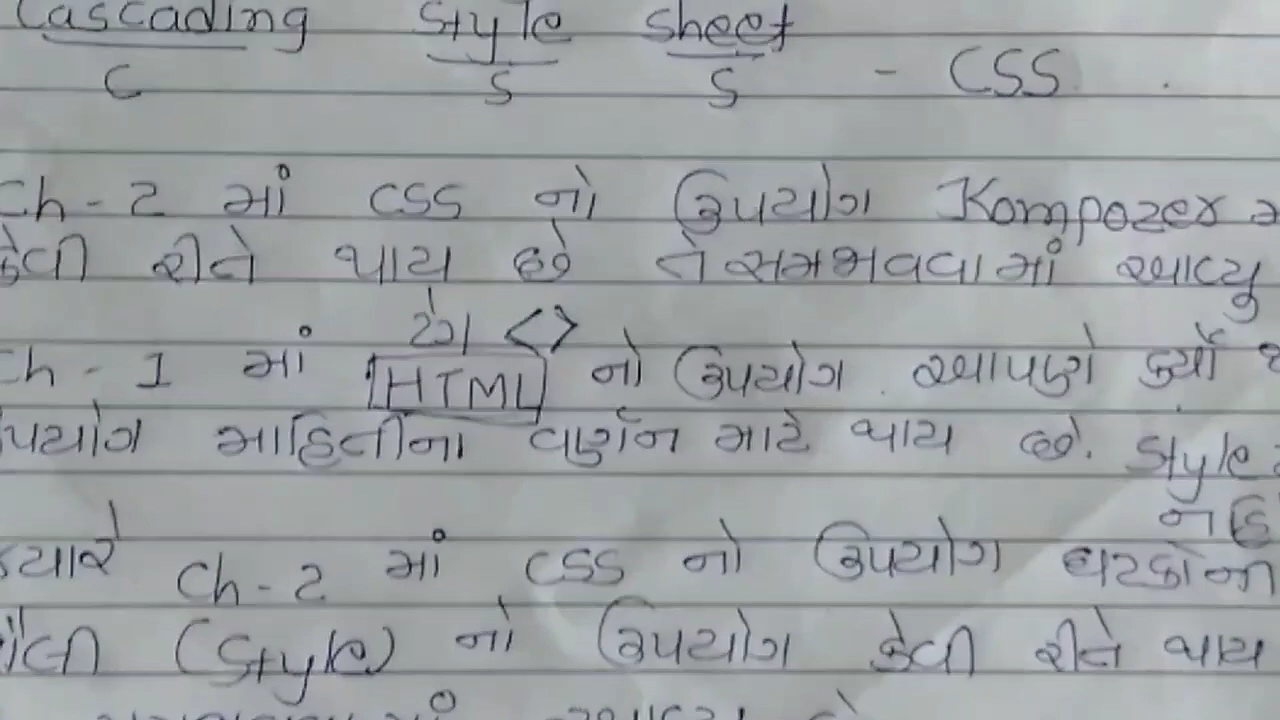 Cascading Style Sheet
C S S - CSS
Ch - 2 માં CSS નો ઉપયોગ Kompozer
કેવી રીતે થાય છે તે સમજાવવામાં આવ્યુ
ટેગ <>
Ch - 1 માં HTML નો ઉપયોગ આપણે કર્યો
ઉપયોગ માહિતીના વર્ણન માટે થાય છે. Style
નહિ
જ્યારે Ch - 2 માં CSS નો ઉપયોગ ઘટકોની
શૈલી (Style) નો ઉપયોગ કેવી રીતે થાય